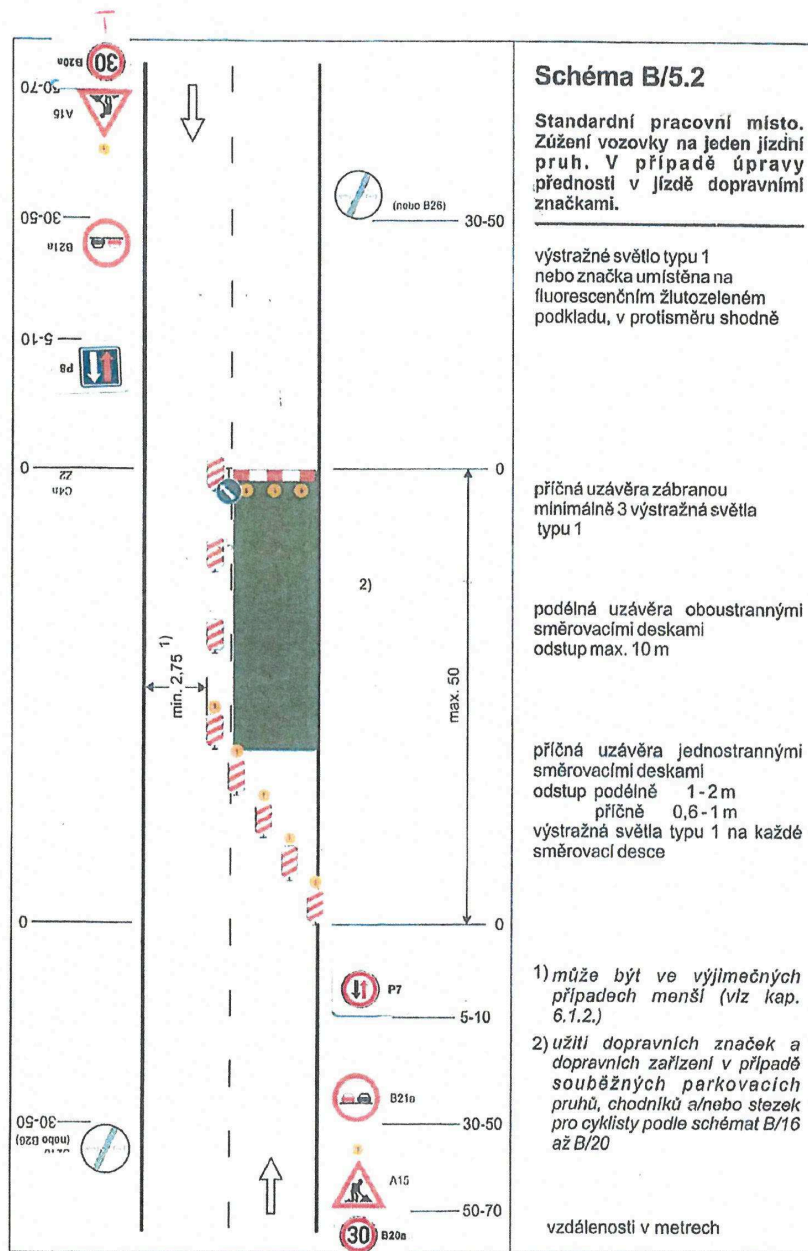 30
B20a
50-70
A15
30-50
B21a
5-10
P8
0
Z2
C4a
min. 2,75 1)
0
30-50
(nebo B26)
(nebo B26)
30-50
0
2)
max. 50
0
P7
5-10
B21a
30-50
A15
50-70
30
B20a
Schéma B/5.2
Standardní pracovní místo.
Zúžení vozovky na jeden jízdní
pruh. V případě úpravy
přednosti v jízdě dopravními
značkami.
výstražné světlo typu 1
nebo značka umístěna na
fluorescenčním žlutozeleném
podkladu, v protisměru shodně
příčná uzávěra zábranou
minimálně 3 výstražná světla
typu 1
podélná uzávěra oboustrannými
směrovacími deskami
odstup max. 10 m
příčná uzávěra jednostrannými
směrovacími deskami
odstup podélně 1-2 m
příčně 0,6-1 m
výstražná světla typu 1 na každé
směrovací desce
1) může být ve výjimečných
případech menší (viz kap.
6.1.2.)
2) užití dopravních značek a
dopravních zařízení v případě
souběžných parkovacích
pruhů, chodníků a/nebo stezek
pro cyklisty podle schémat B/16
až B/20
vzdálenosti v metrech